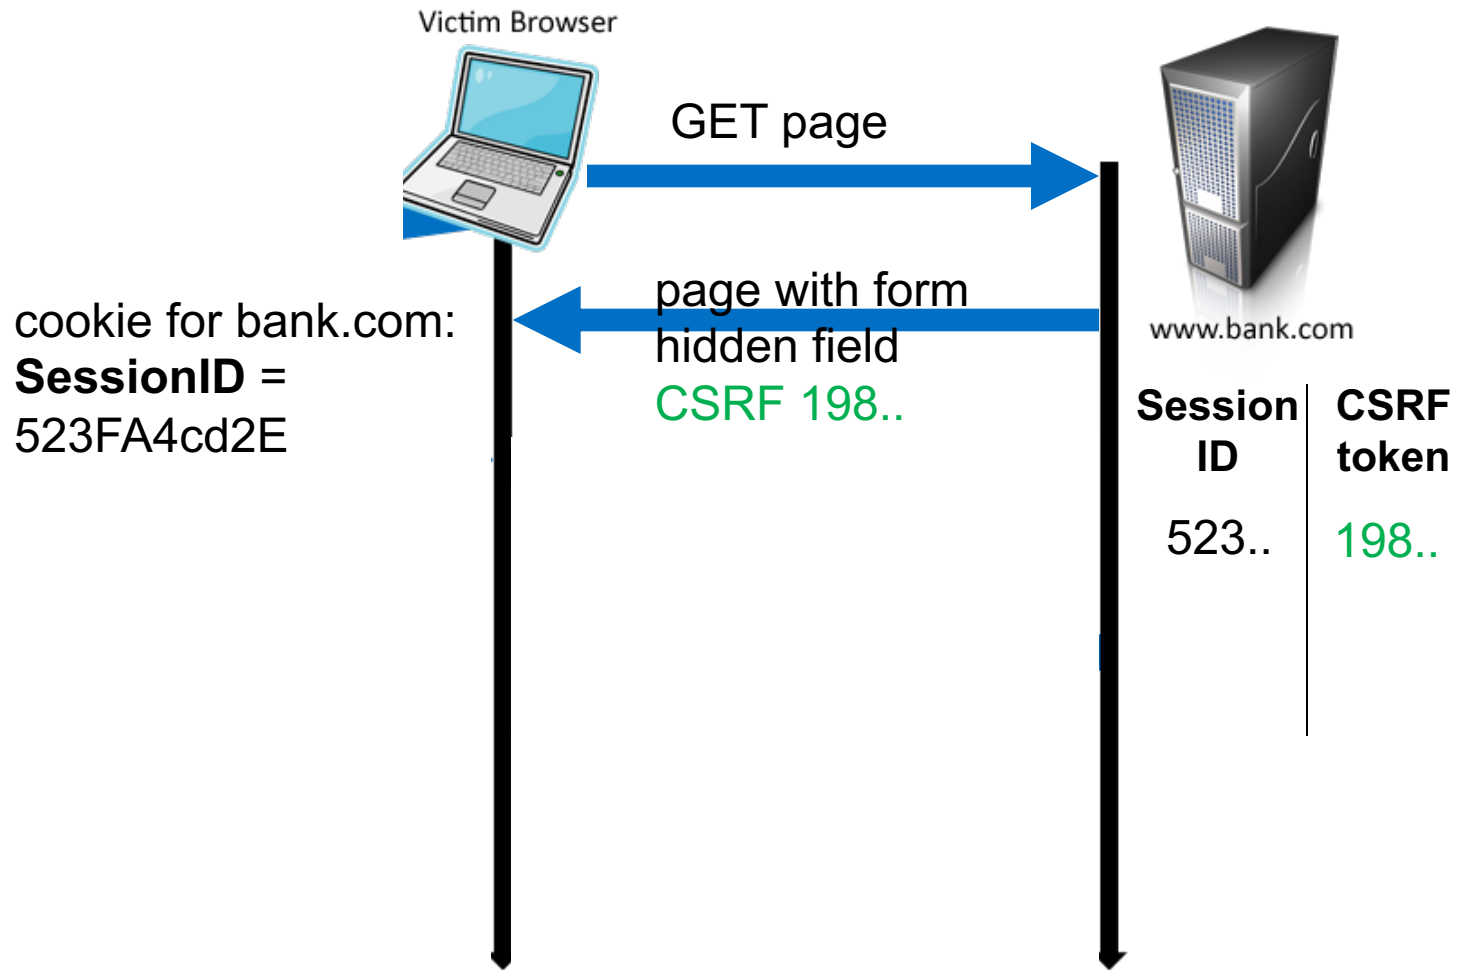 Victim Browser
GET page
page with form
hidden field
CSRF 198..
cookie for bank.com:
SessionID =
523FA4cd2E
www.bank.com
Session ID
CSRF token
523..
198..